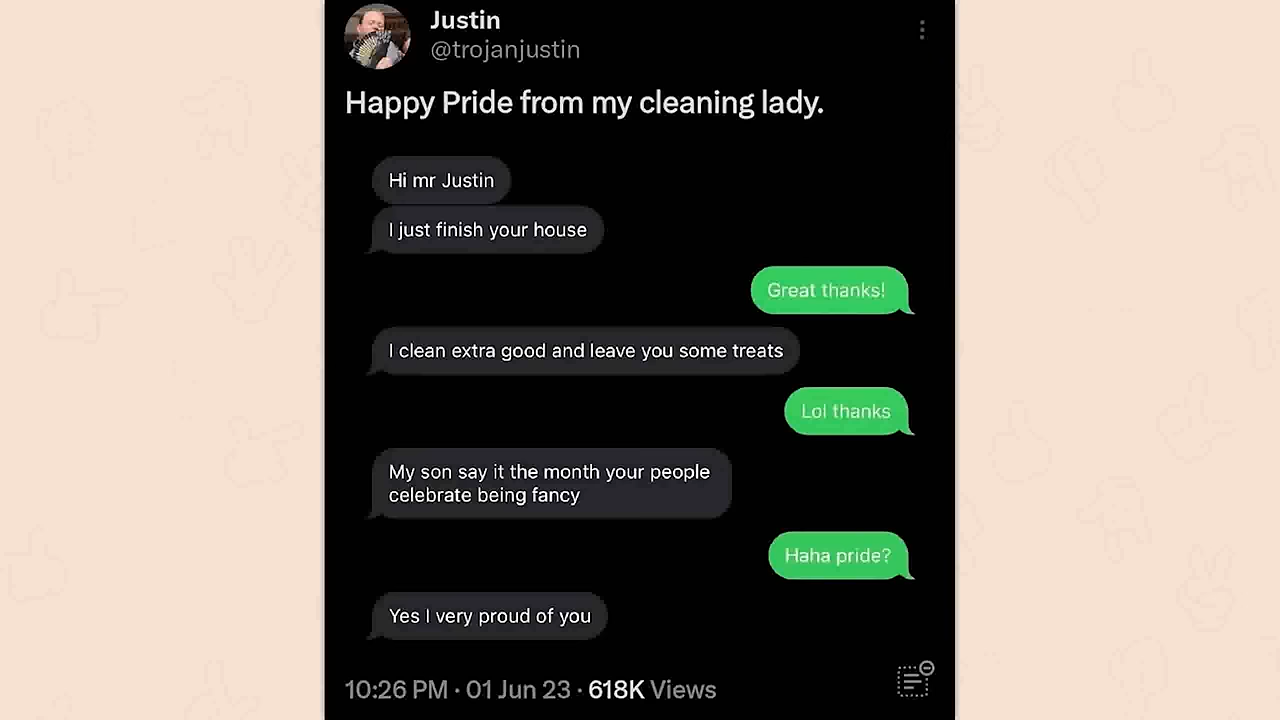 Justin
@trojanjustin
Happy Pride from my cleaning lady.
Hi mr Justin
I just finish your house
Great thanks!
I clean extra good and leave you some treats
Lol thanks
My son say it the month your people
celebrate being fancy
Haha pride?
Yes I very proud of you
10:26 PM · 01 Jun 23 · 618K Views